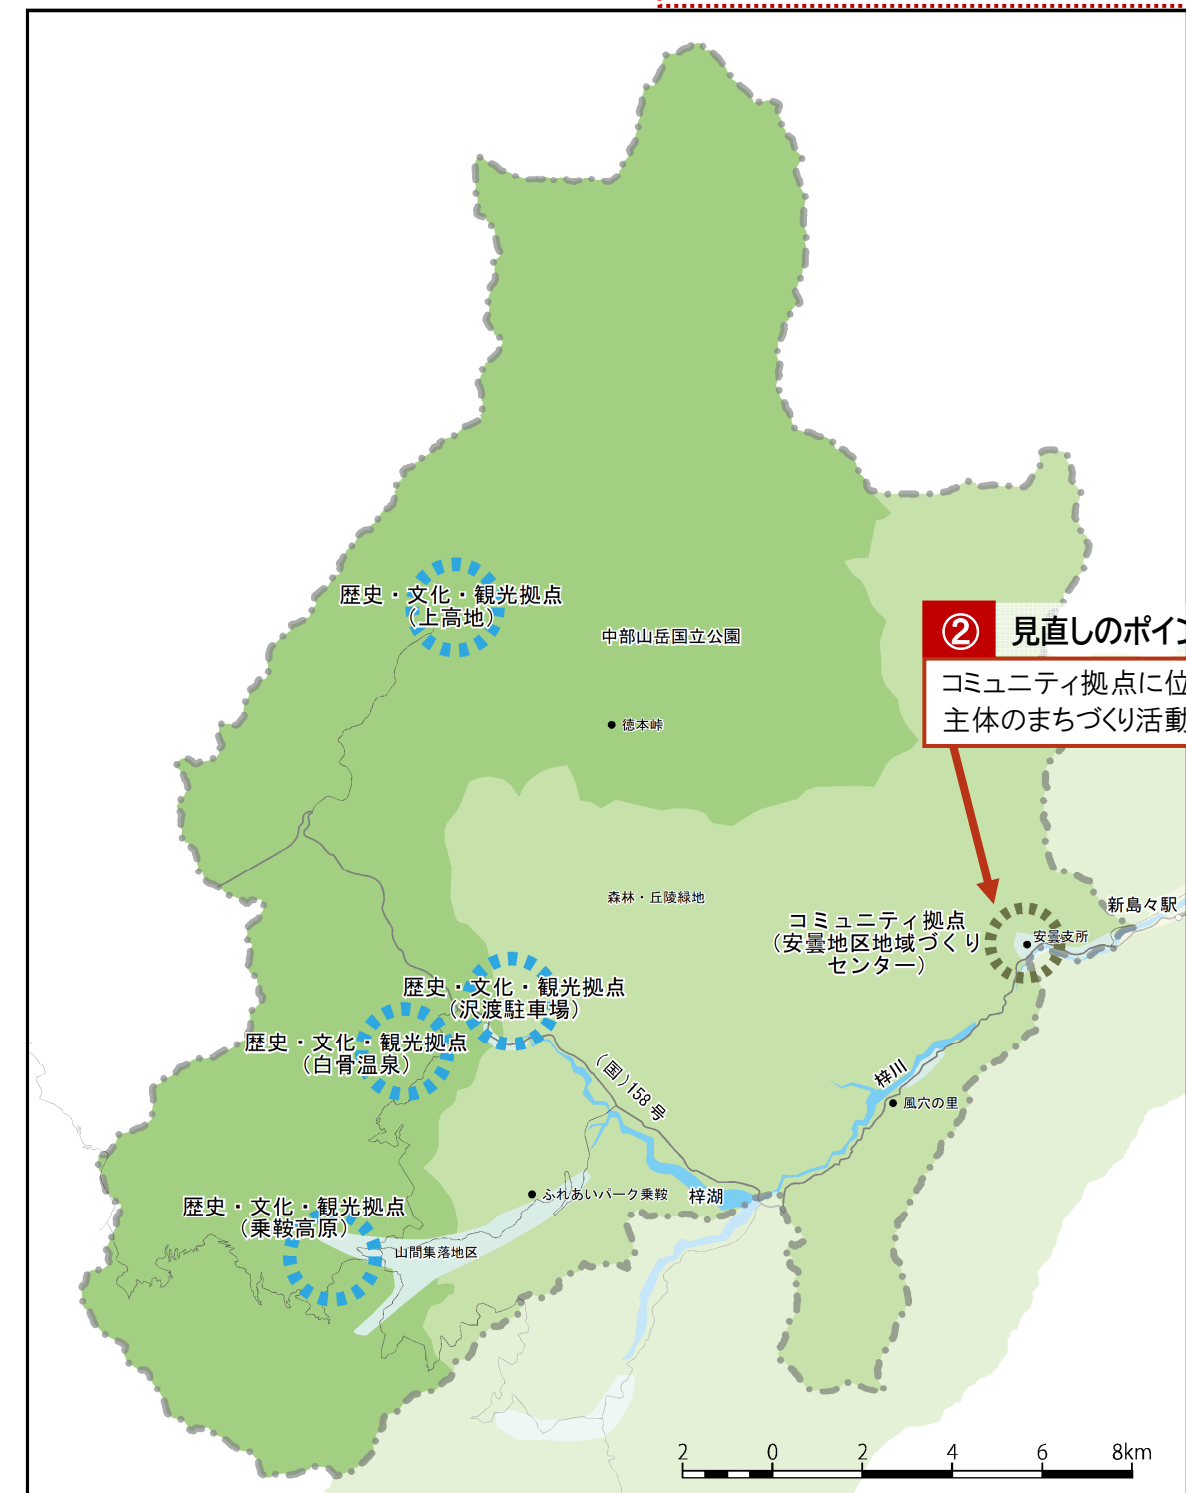 歴史・文化・観光拠点
（上高地）
中部山岳国立公園
② 見直しのポイン
コミュニティ拠点に位
主体のまちづくり活動
徳本峠
森林・丘陵緑地
新島々駅
コミュニティ拠点
（安曇地区地域づくり
センター）
安曇支所
歴史・文化・観光拠点
（沢渡駐車場）
歴史・文化・観光拠点
（白骨温泉）
（国）158号
梓川
風穴の里
ふれあいパーク乗鞍
梓湖
歴史・文化・観光拠点
（乗鞍高原）
山間集落地区
2 0 2 4 6 8km